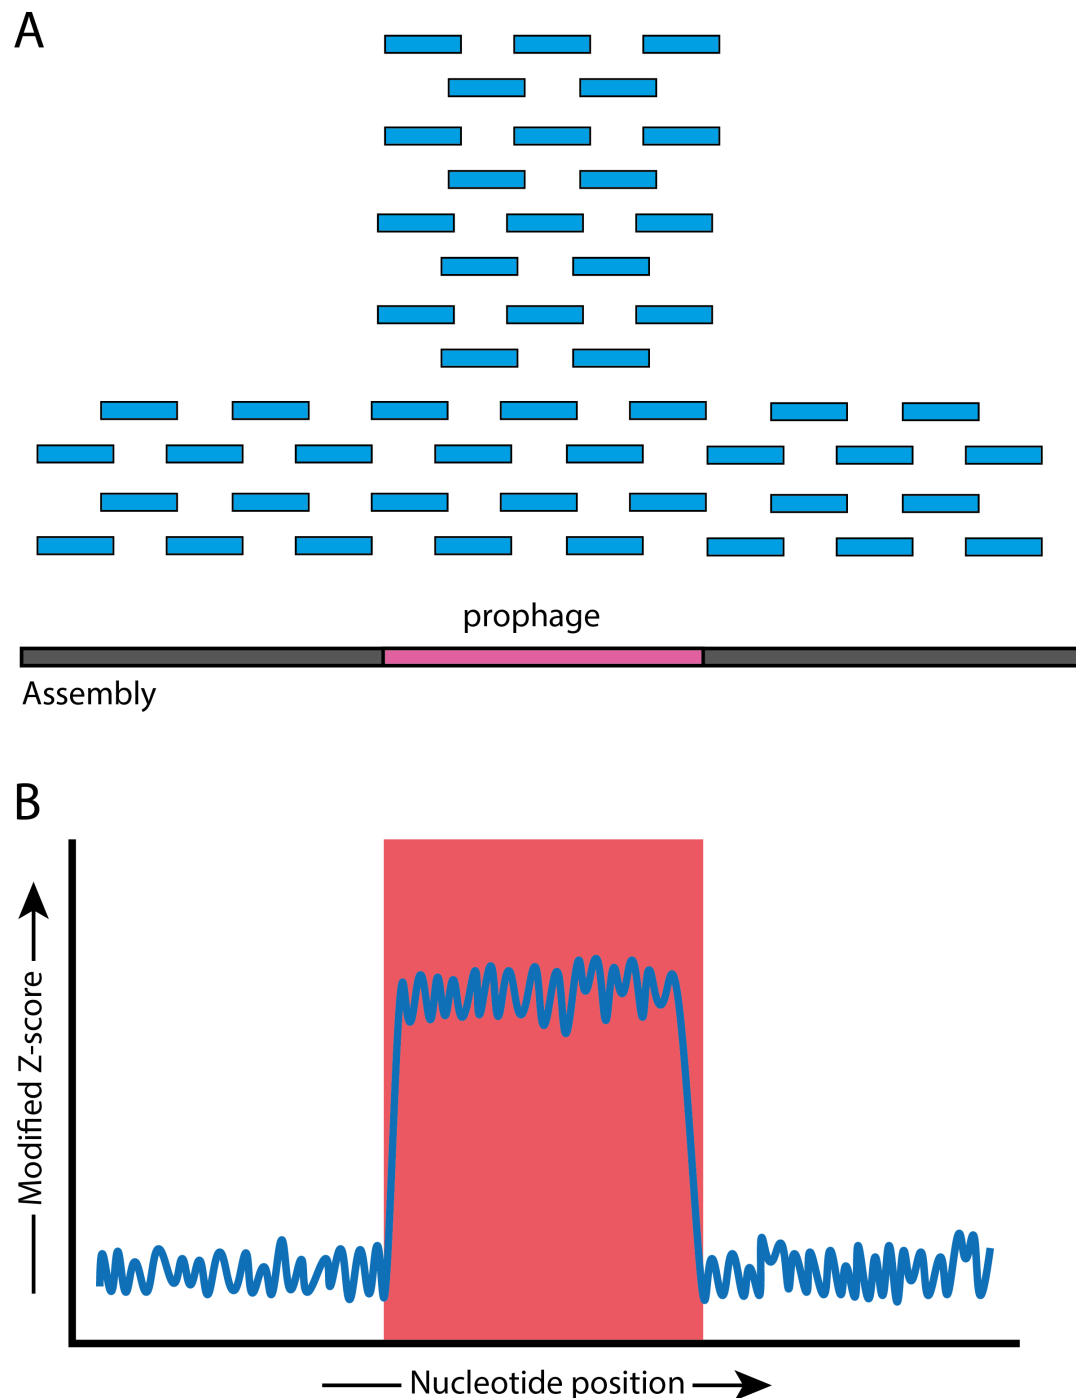 A
prophage
Assembly
B
Modified Z-score
Nucleotide position